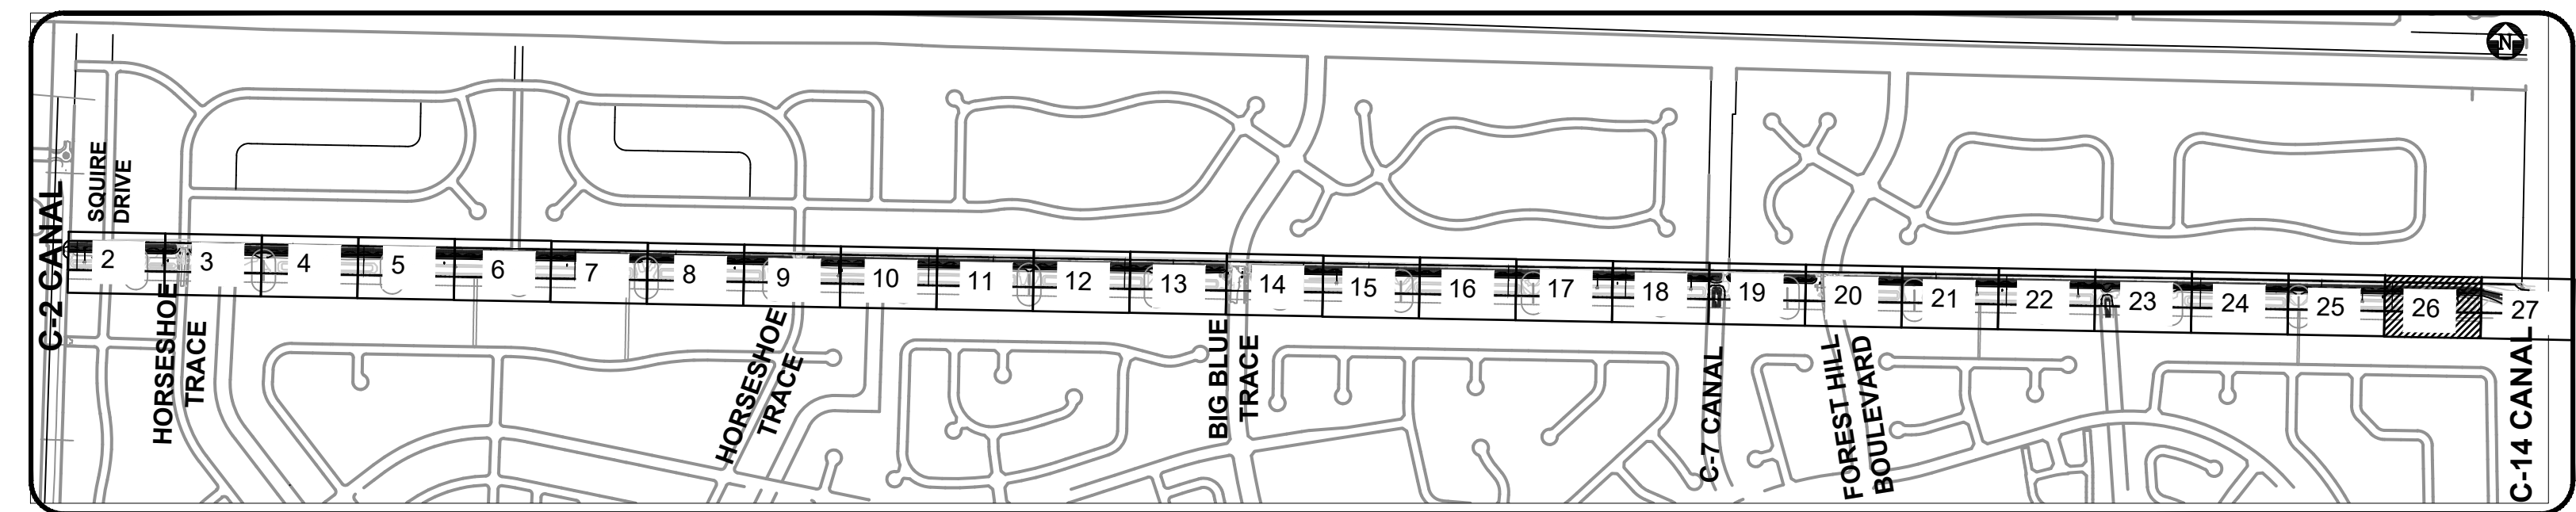 N
SQUIRE
DRIVE
C-2 CANAL
2
3
4
5
6
7
8
9
10
11
12
13
14
15
16
17
18
19
20
21
22
23
24
25
26
27
HORSESHOE
TRACE
HORSESHOE
TRACE
BIG BLUE
TRACE
C-7 CANAL
FOREST HILL
BOULEVARD
C-14 CANAL